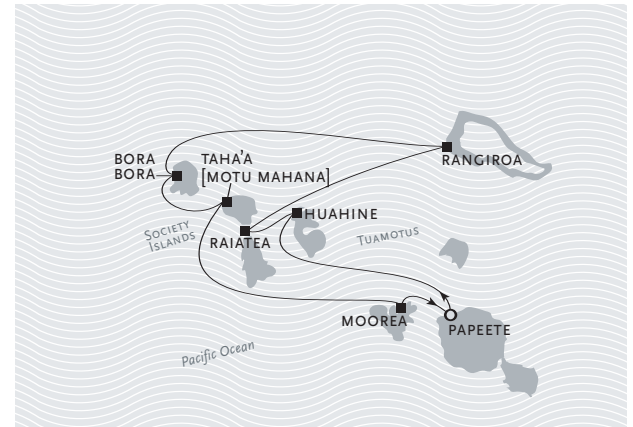 BORA
BORA
TAHA'A
[MOTU MAHANA]
RANGIROA
HUAHINE
SOCIETY
ISLANDS
RAIATEA
TUAMOTUS
MOOREA
PAPEETE
Pacific Ocean